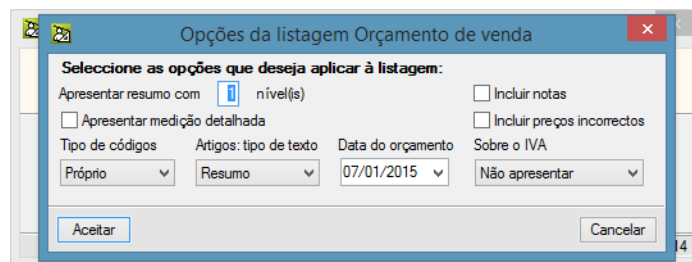 Opções da listagem Orçamento de venda
Seleccione as opções que deseja aplicar à listagem:
Apresentar resumo com 1 nível(is)
Incluir notas
Apresentar medição detalhada
Incluir preços incorrectos
Tipo de códigos Artigos: tipo de texto Data do orçamento Sobre o IVA
Próprio Resumo 07/01/2015 Não apresentar
Aceitar Cancelar
14